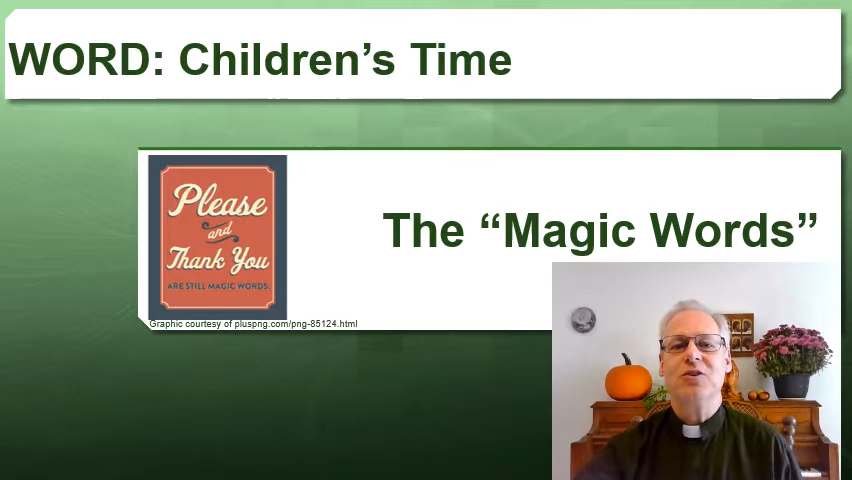 WORD: Children’s Time
Please
and
Thank You
ARE STILL MAGIC WORDS.
The “Magic Words”
Graphic courtesy of pluspng.com/png-85124.html